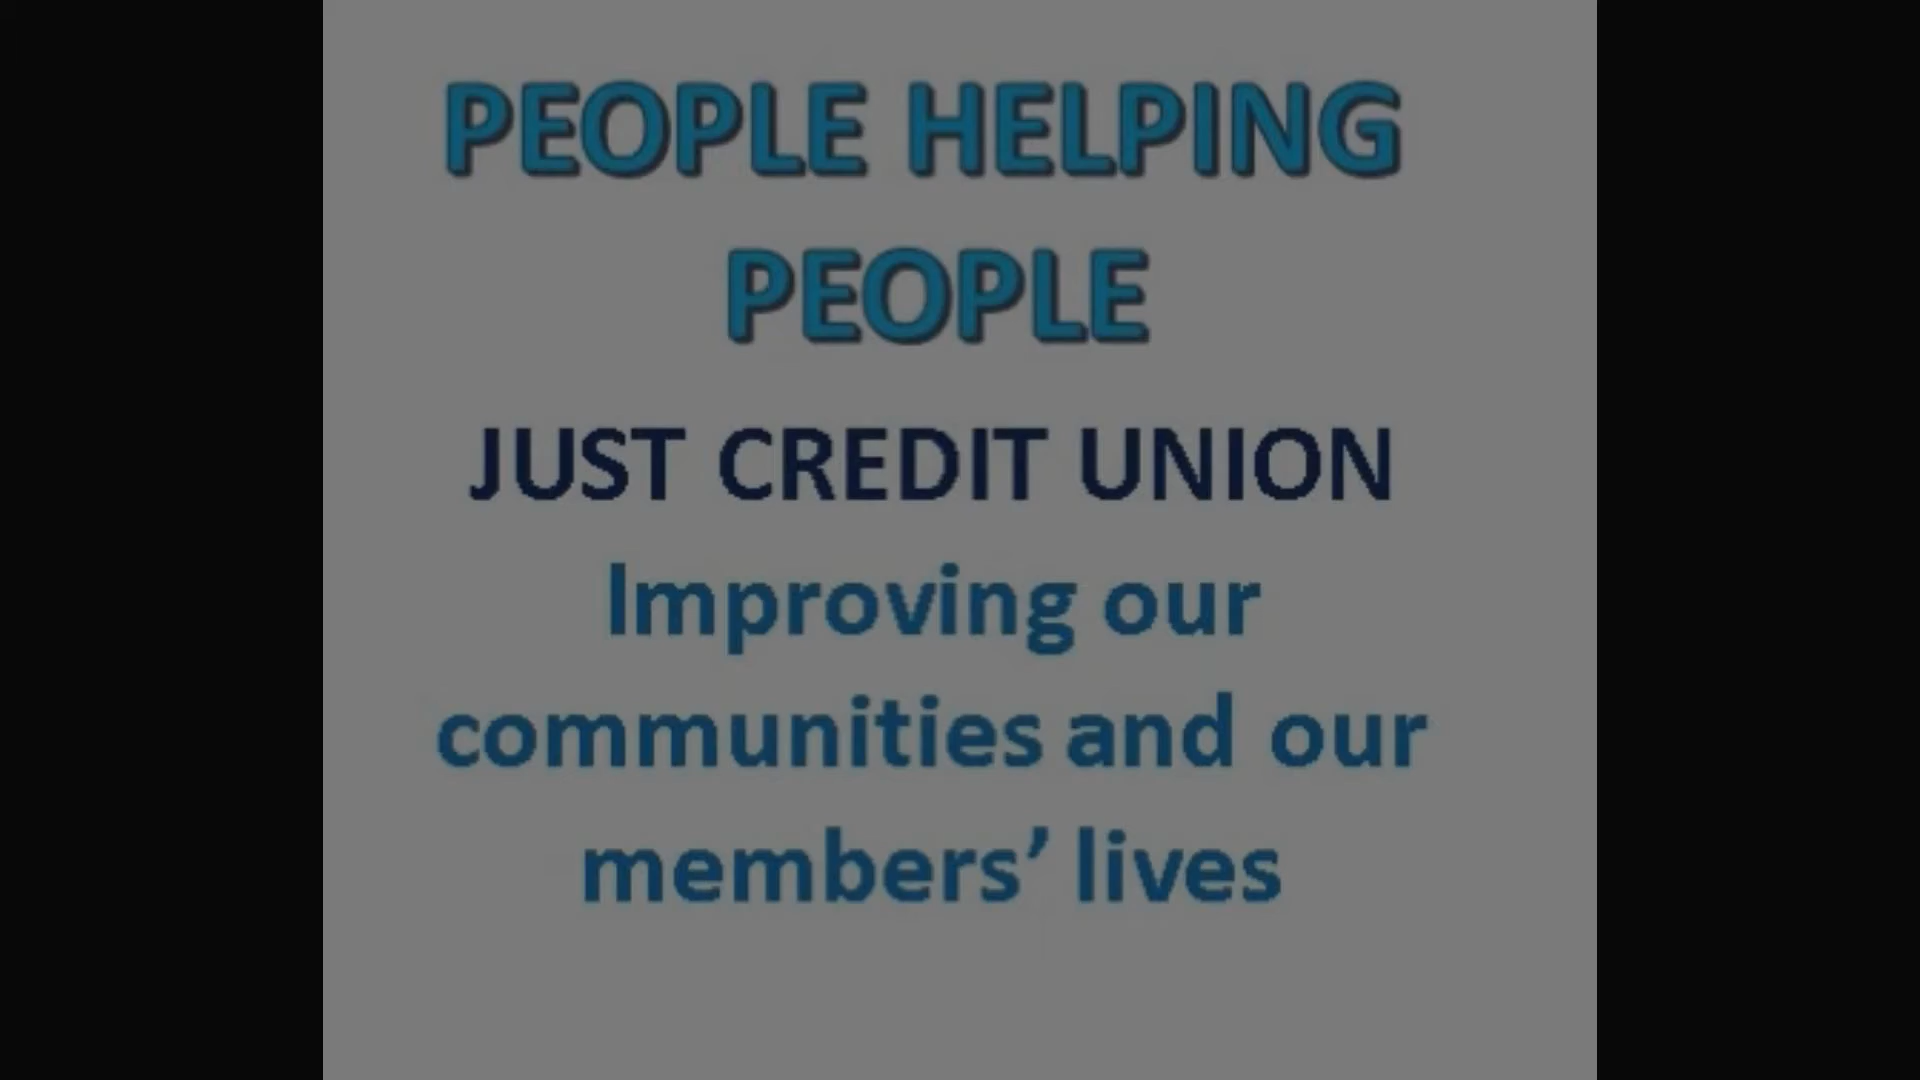 PEOPLE HELPING
PEOPLE
JUST CREDIT UNION
Improving our
communities and our
members’ lives